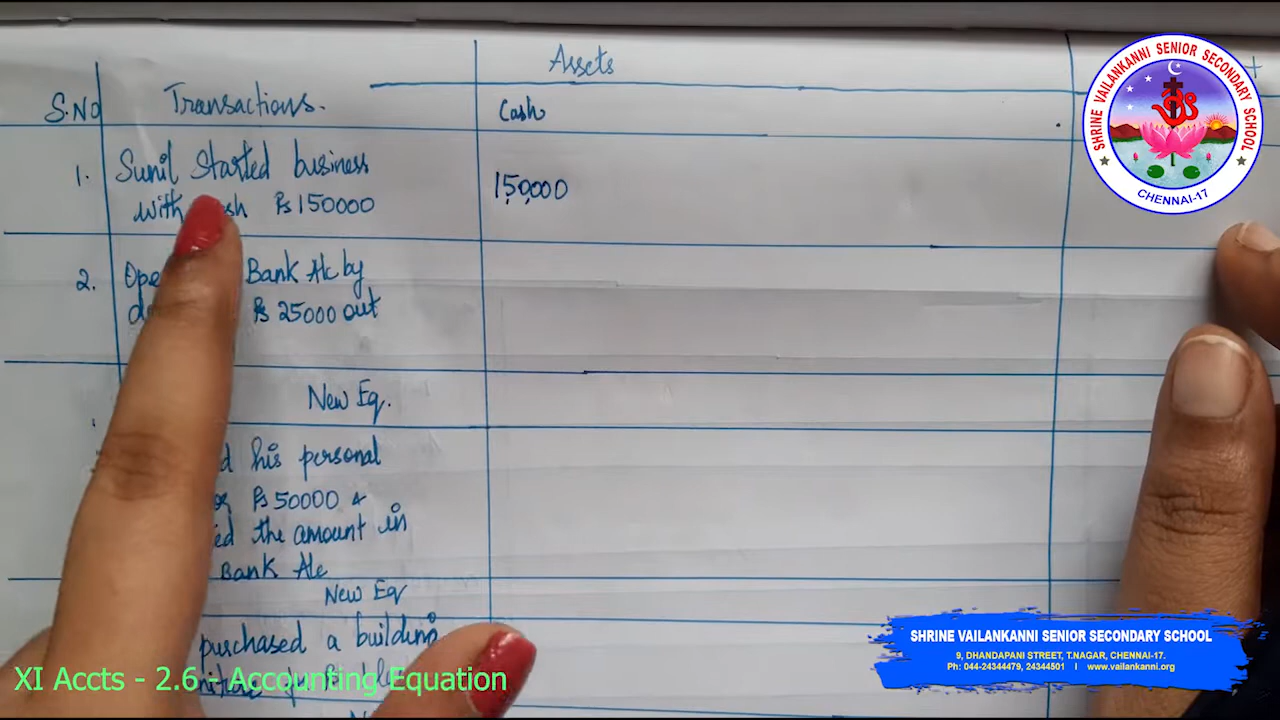 Assets
S.No Transactions. Cash
1. Sunil Started business 1,50,000
with Rs 150000
2. Bank A/c by
Rs 25000 out
New Eq.
his personal
Rs 50000 &
the amount in
Bank A/c
New Eq
purchased a building
SHRINE VAILANKANNI SENIOR SECONDARY SCHOOL
CHENNAI-17
SHRINE VAILANKANNI SENIOR SECONDARY SCHOOL
9, DHANDAPANI STREET, T.NAGAR, CHENNAI-17.
Ph: 044-24344479, 24344501 I www.vailankanni.org
XI Accts - 2.6 - Accounting Equation